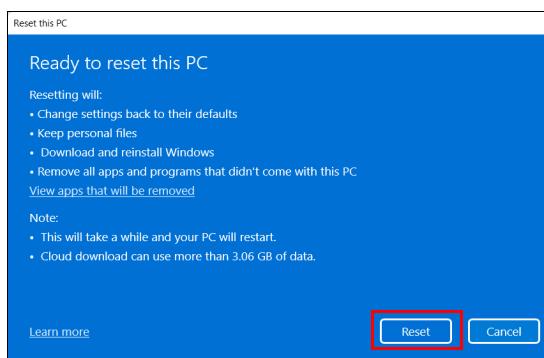 Reset this PC
Ready to reset this PC
Resetting will:
• Change settings back to their defaults
• Keep personal files
• Download and reinstall Windows
• Remove all apps and programs that didn't come with this PC
View apps that will be removed
Note:
• This will take a while and your PC will restart.
• Cloud download can use more than 3.06 GB of data.
Learn more
Reset
Cancel